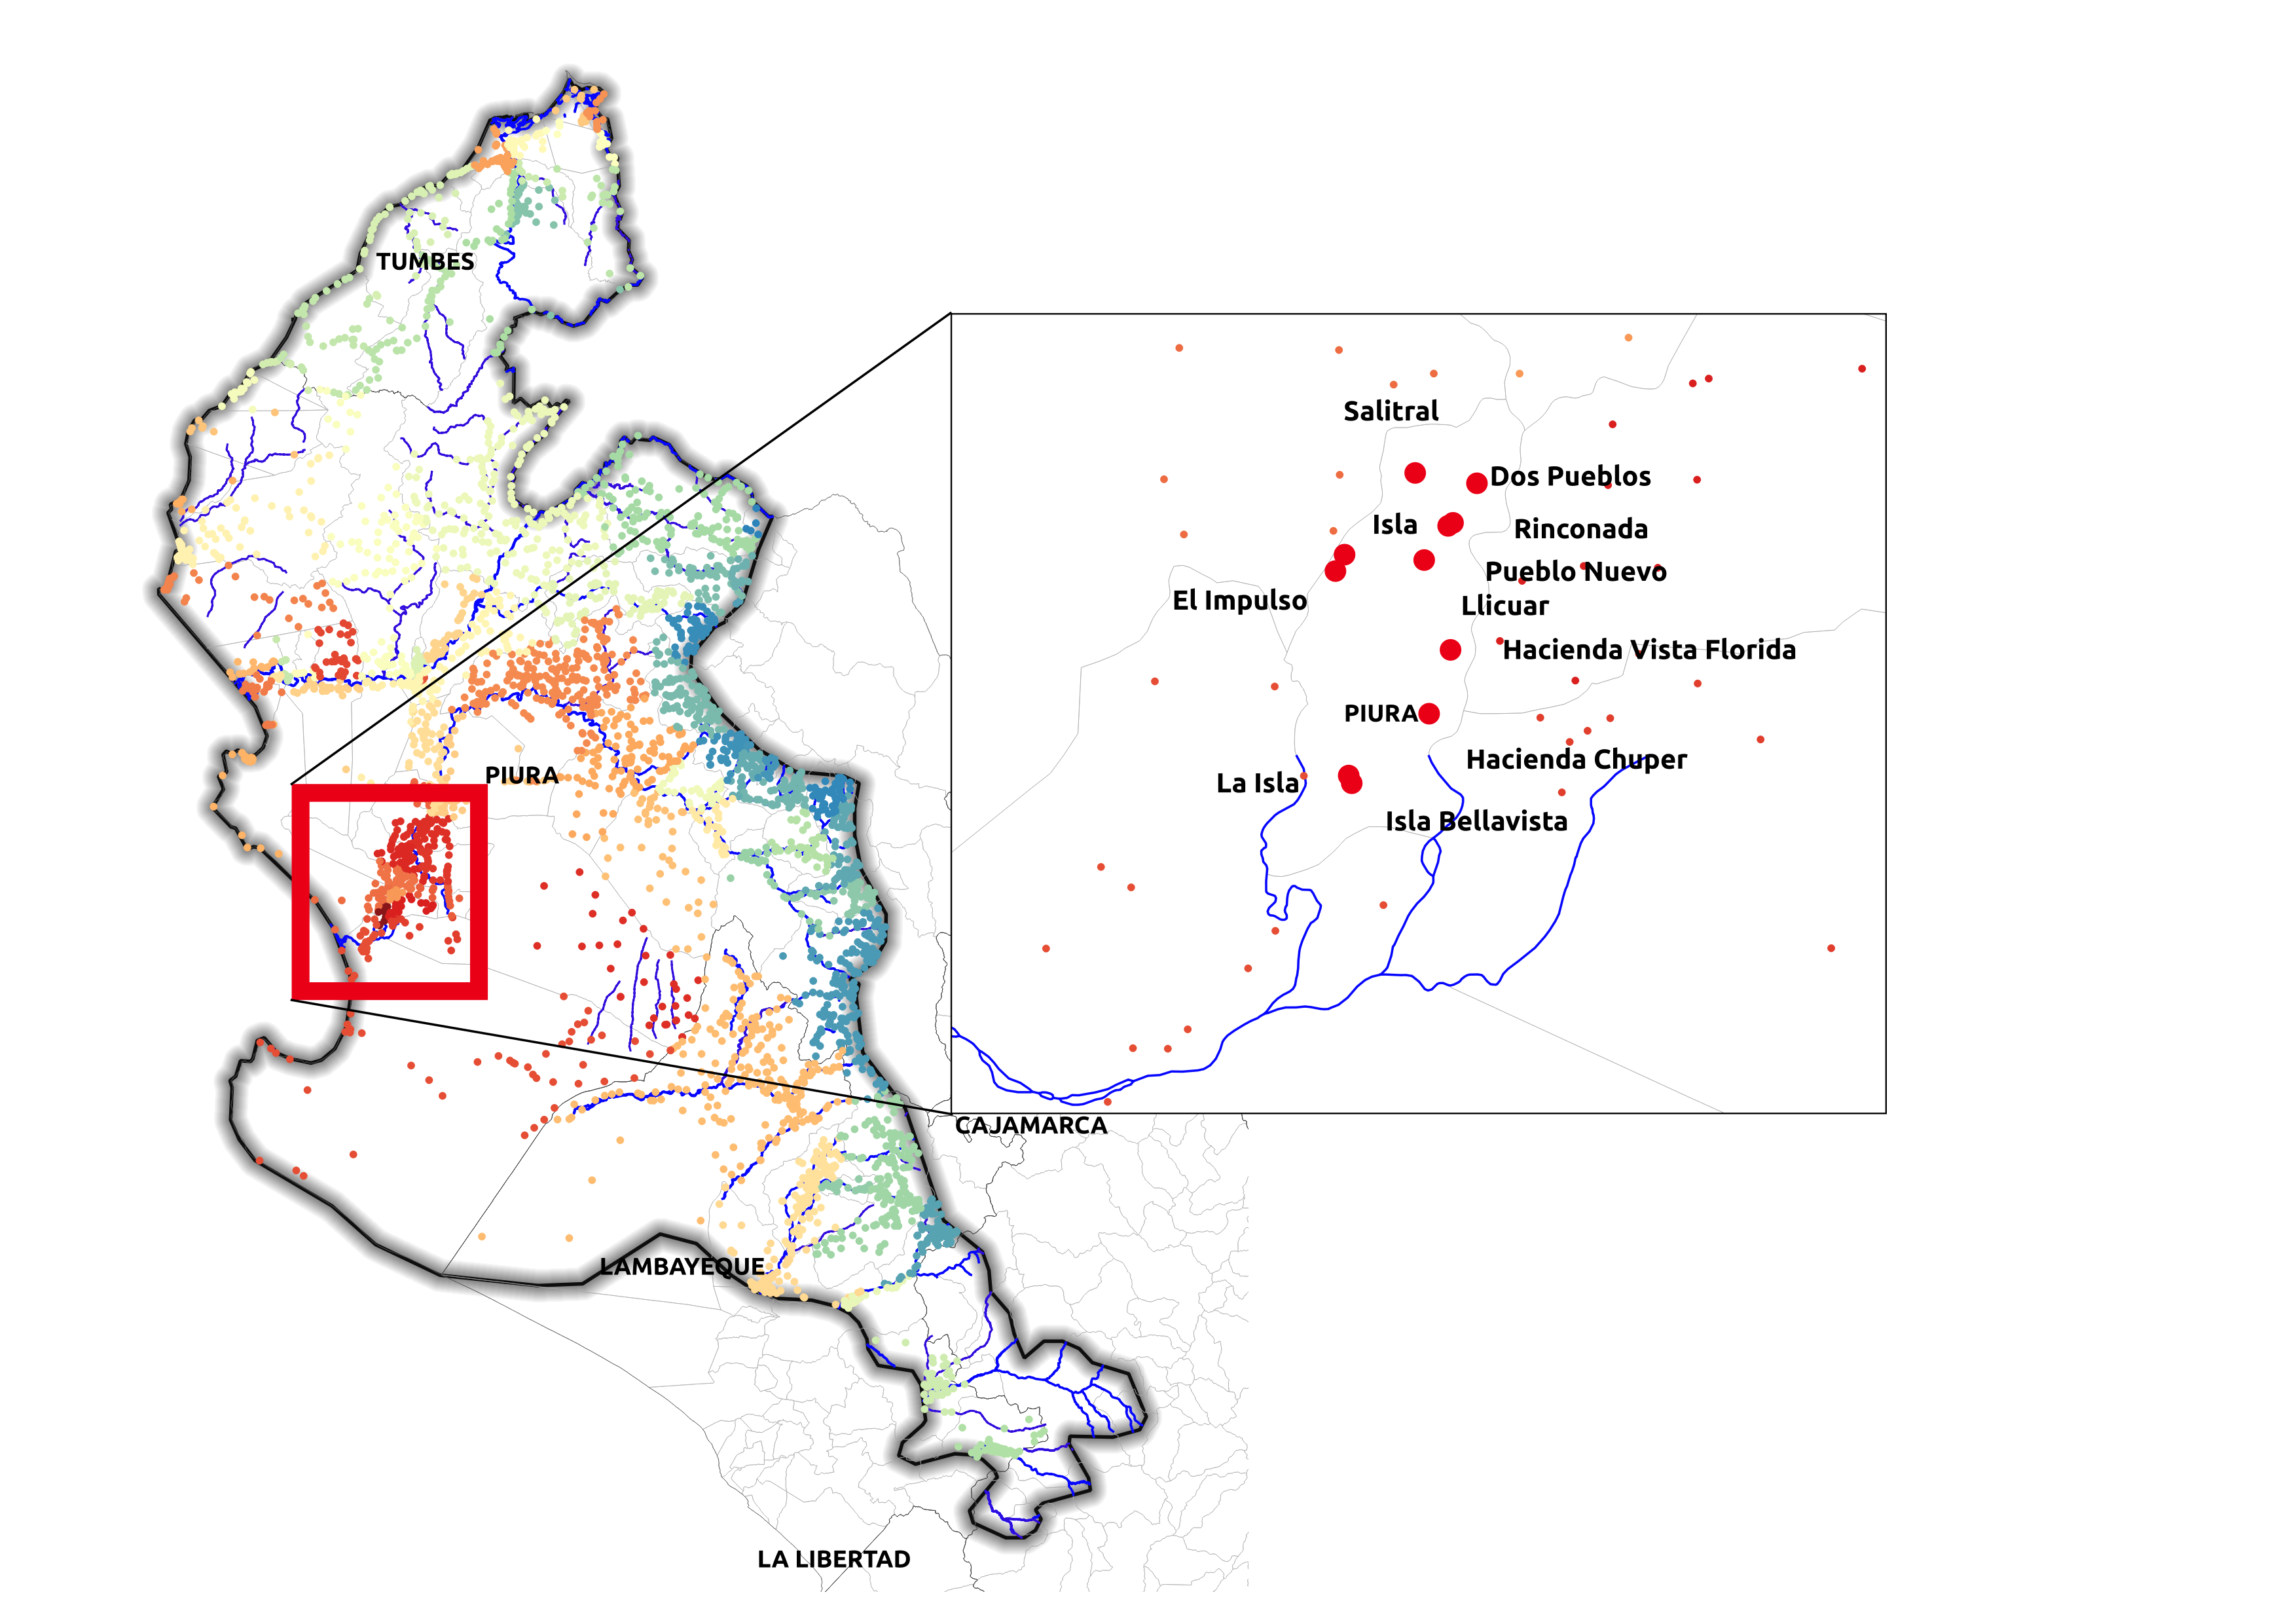 TUMBES
Salitral
Dos Pueblos
Isla
Rinconada
Pueblo Nuevo
El Impulso
Llicuar
Hacienda Vista Florida
PIURA
Hacienda Chuper
PIURA
La Isla
Isla Bellavista
CAJAMARCA
LAMBAYEQUE
LA LIBERTAD